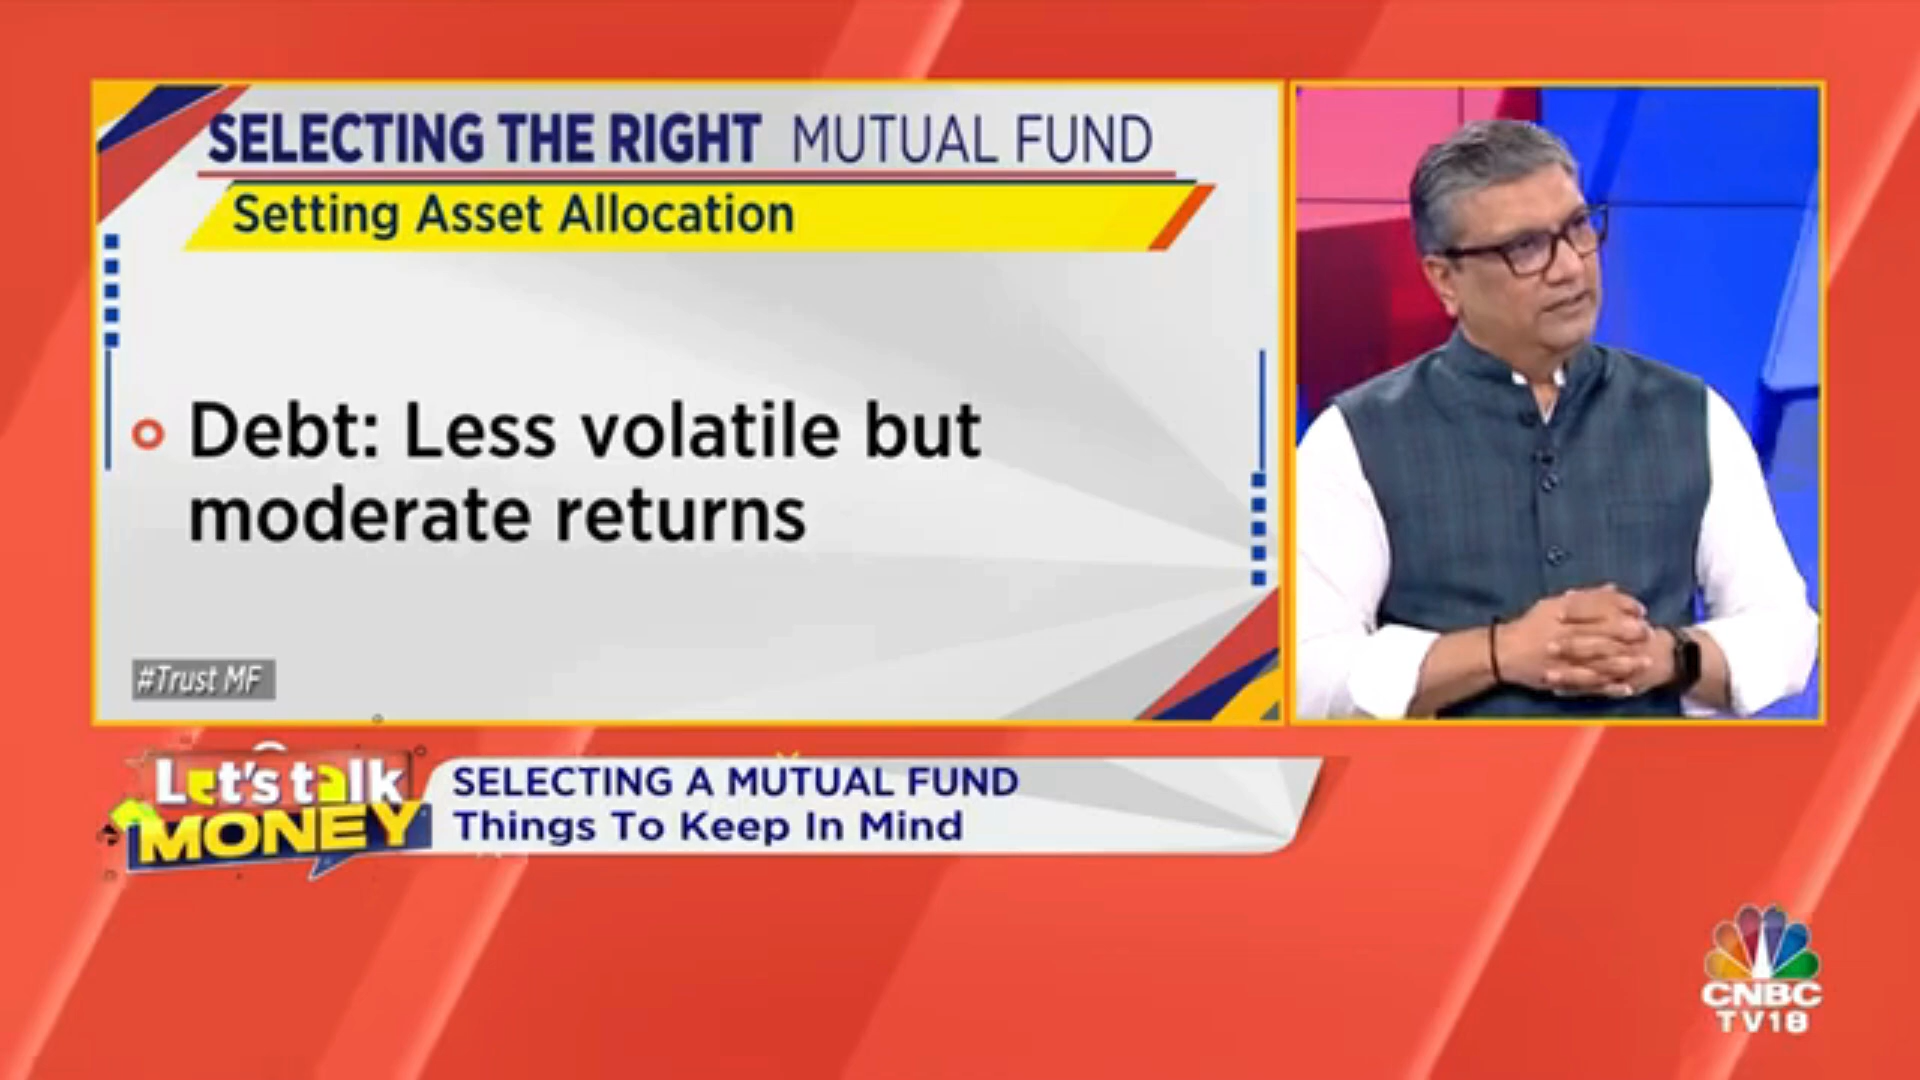 SELECTING THE RIGHT MUTUAL FUND
Setting Asset Allocation
Debt: Less volatile but
moderate returns
#Trust MF
Let's talk
MONEY
SELECTING A MUTUAL FUND
Things To Keep In Mind
CNBC
TV18